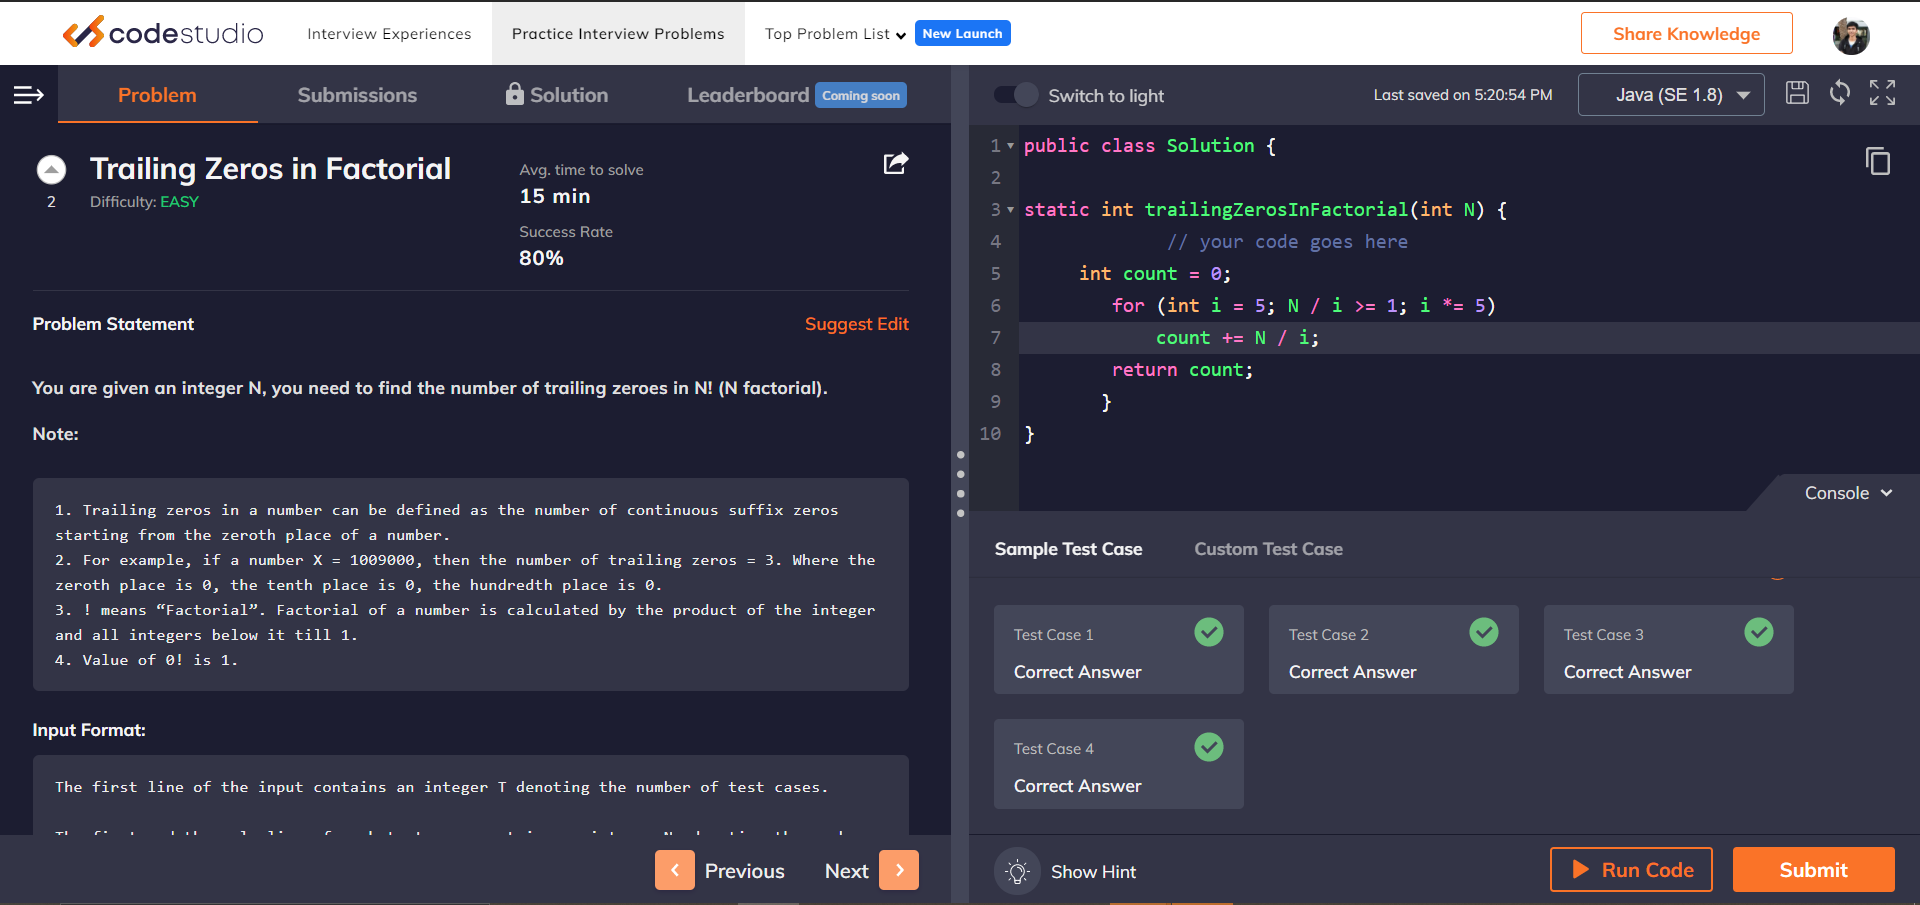 codestudio
Interview Experiences
Practice Interview Problems
Top Problem List
New Launch
Share Knowledge
Problem
Submissions
Solution
Leaderboard
Coming soon
Trailing Zeros in Factorial
2
Difficulty: EASY
Avg. time to solve
15 min
Success Rate
80%
Problem Statement
Suggest Edit
You are given an integer N, you need to find the number of trailing zeroes in N! (N factorial).
Note:
1. Trailing zeros in a number can be defined as the number of continuous suffix zeros
starting from the zeroth place of a number.
2. For example, if a number X = 1009000, then the number of trailing zeros = 3. Where the
zeroth place is 0, the tenth place is 0, the hundredth place is 0.
3. ! means “Factorial”. Factorial of a number is calculated by the product of the integer
and all integers below it till 1.
4. Value of 0! is 1.
Input Format:
The first line of the input contains an integer T denoting the number of test cases.
Previous
Next
Switch to light
Last saved on 5:20:54 PM
Java (SE 1.8)
1 public class Solution {
2
3 static int trailingZerosInFactorial(int N) {
4 // your code goes here
5 int count = 0;
6 for (int i = 5; N / i >= 1; i *= 5)
7 count += N / i;
8 return count;
9 }
10 }
Console
Sample Test Case
Custom Test Case
Test Case 1
Correct Answer
Test Case 2
Correct Answer
Test Case 3
Correct Answer
Test Case 4
Correct Answer
Show Hint
Run Code
Submit